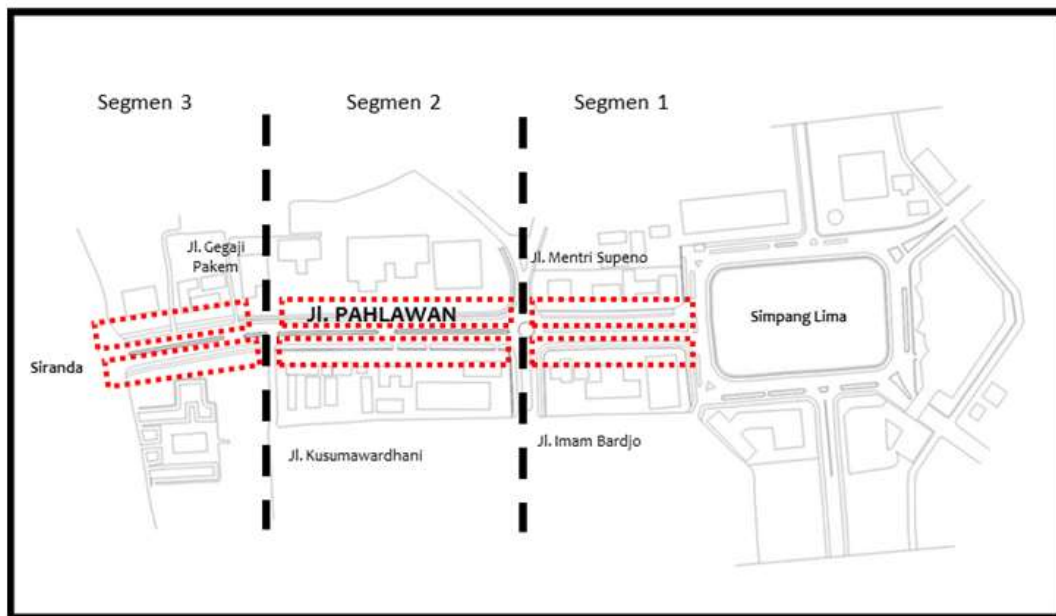 Segmen 3
Segmen 2
Segmen 1
Jl. Gegaji
Pakem
Jl. Mentri Supeno
Jl. PAHLAWAN
Simpang Lima
Siranda
Jl. Kusumawardhani
Jl. Imam Bardjo